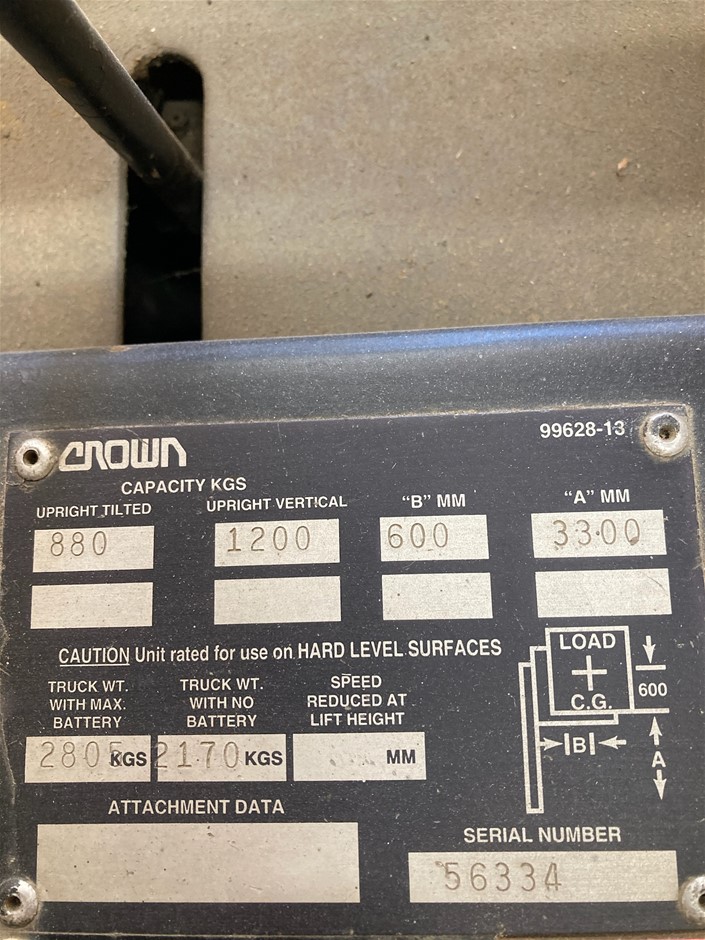 CROWN
99628-13
CAPACITY KGS
UPRIGHT TILTED UPRIGHT VERTICAL "B" MM "A" MM
880 1200 600 3300
CAUTION Unit rated for use on HARD LEVEL SURFACES
TRUCK WT. WITH MAX. BATTERY
TRUCK WT. WITH NO BATTERY
SPEED REDUCED AT LIFT HEIGHT
2805 KGS 2170 KGS MM
LOAD
C.G.
600
B
A
ATTACHMENT DATA
SERIAL NUMBER
56334